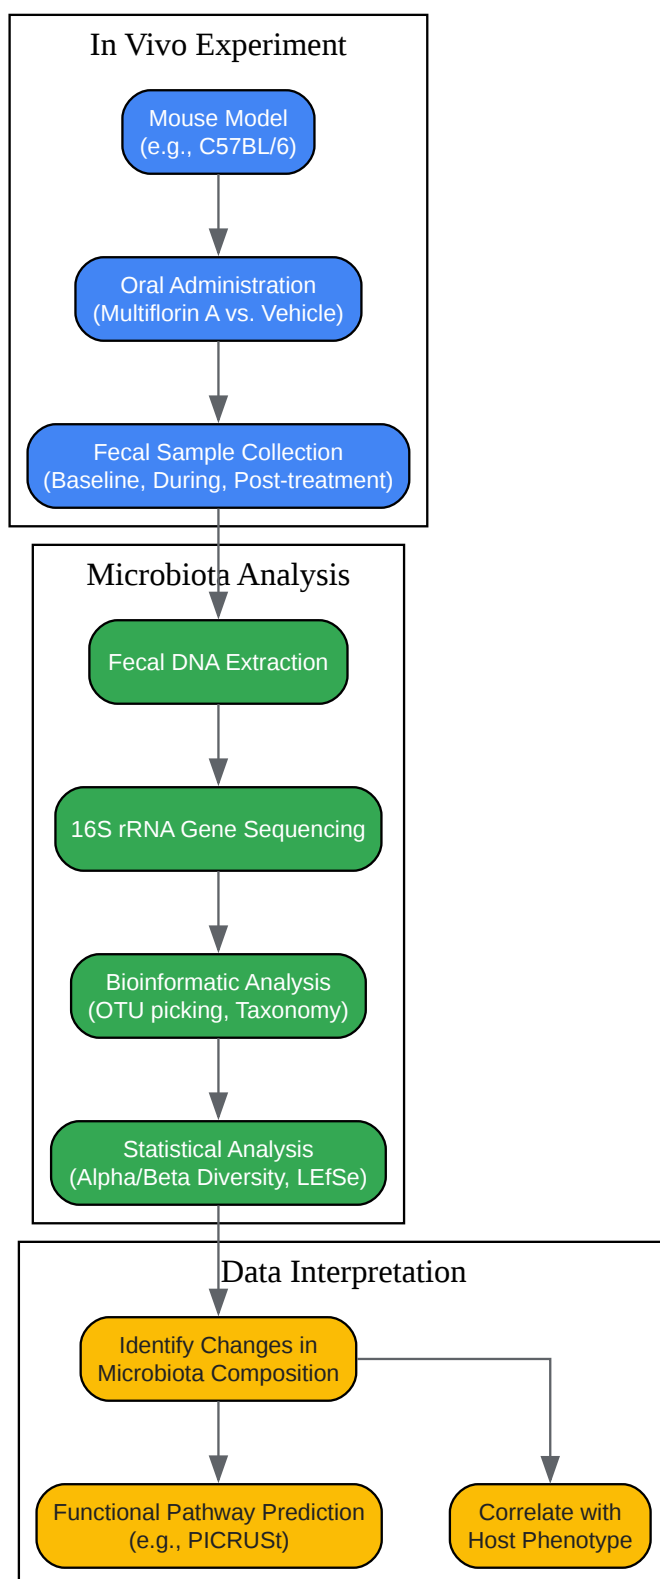 In Vivo Experiment
Mouse Model
(e.g., C57BL/6)
Oral Administration
(Multiflorin A vs. Vehicle)
Fecal Sample Collection
(Baseline, During, Post-treatment)
Microbiota Analysis
Fecal DNA Extraction
16S rRNA Gene Sequencing
Bioinformatic Analysis
(OTU picking, Taxonomy)
Statistical Analysis
(Alpha/Beta Diversity, LEfSe)
Data Interpretation
Identify Changes in
Microbiota Composition
Functional Pathway Prediction
(e.g., PICRUSt)
Correlate with
Host Phenotype